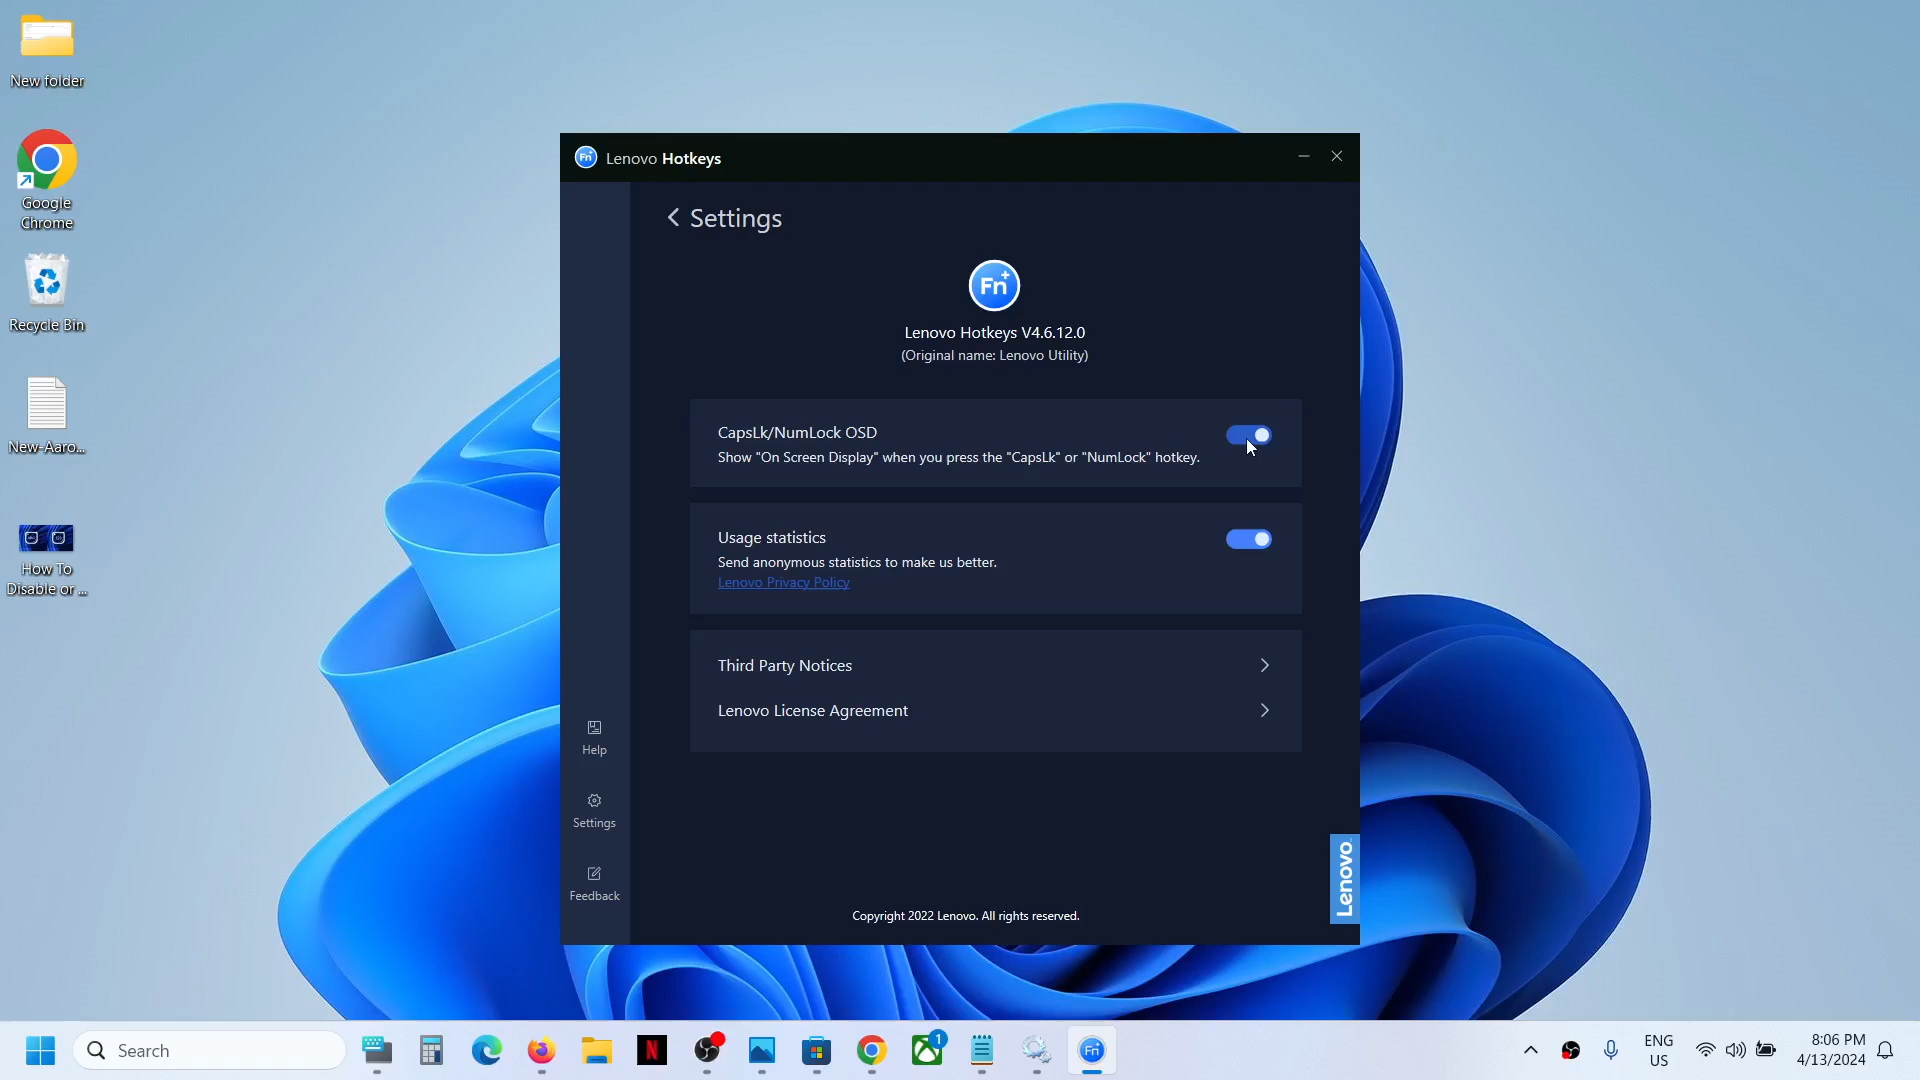 New folder
Google
Chrome
Recycle Bin
New-Aaro...
How To
Disable or ...
Fn
Lenovo Hotkeys
Settings
Fn+
Lenovo Hotkeys V4.6.12.0
(Original name: Lenovo Utility)
CapsLk/NumLock OSD
Show "On Screen Display" when you press the "CapsLk" or "NumLock" hotkey.
Usage statistics
Send anonymous statistics to make us better.
Lenovo Privacy Policy
Third Party Notices
Lenovo License Agreement
Help
Settings
Feedback
Lenovo
Copyright 2022 Lenovo. All rights reserved.
Search
N
1
Fn
ENG
US
8:06 PM
4/13/2024